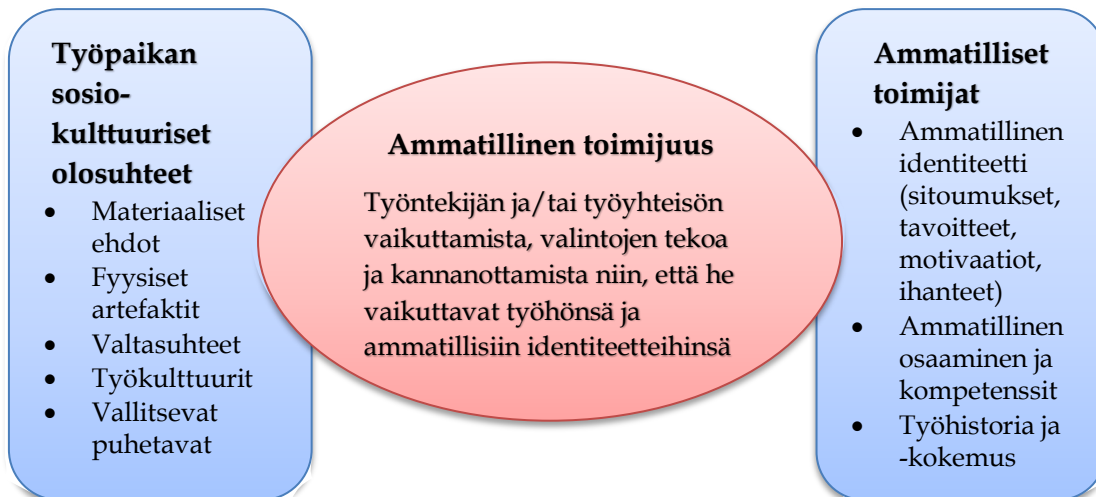 Työpaikan
sosio-
kulttuuriset
olosuhteet
• Materiaaliset
ehdot
• Fyysiset
artefaktit
• Valtasuhteet
• Työkulttuurit
• Vallitsevat
puhetavat
Ammatillinen toimijuus
Työntekijän ja/tai työyhteisön
vaikuttamista, valintojen tekoa
ja kannanottamista niin, että he
vaikuttavat työhönsä ja
ammatillisiin identiteetteihinsä
Ammatilliset
toimijat
• Ammatillinen
identiteetti
(sitoumukset,
tavoitteet,
motivaatiot,
ihanteet)
• Ammatillinen
osaaminen ja
kompetenssit
• Työhistoria ja
-kokemus